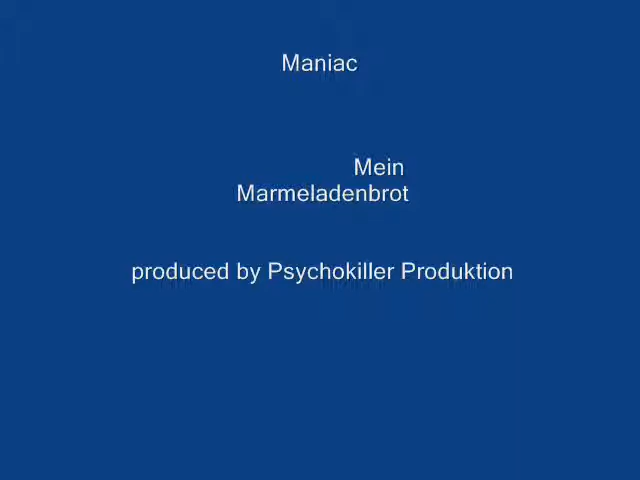 Maniac
Mein
Marmeladenbrot
produced by Psychokiller Produktion